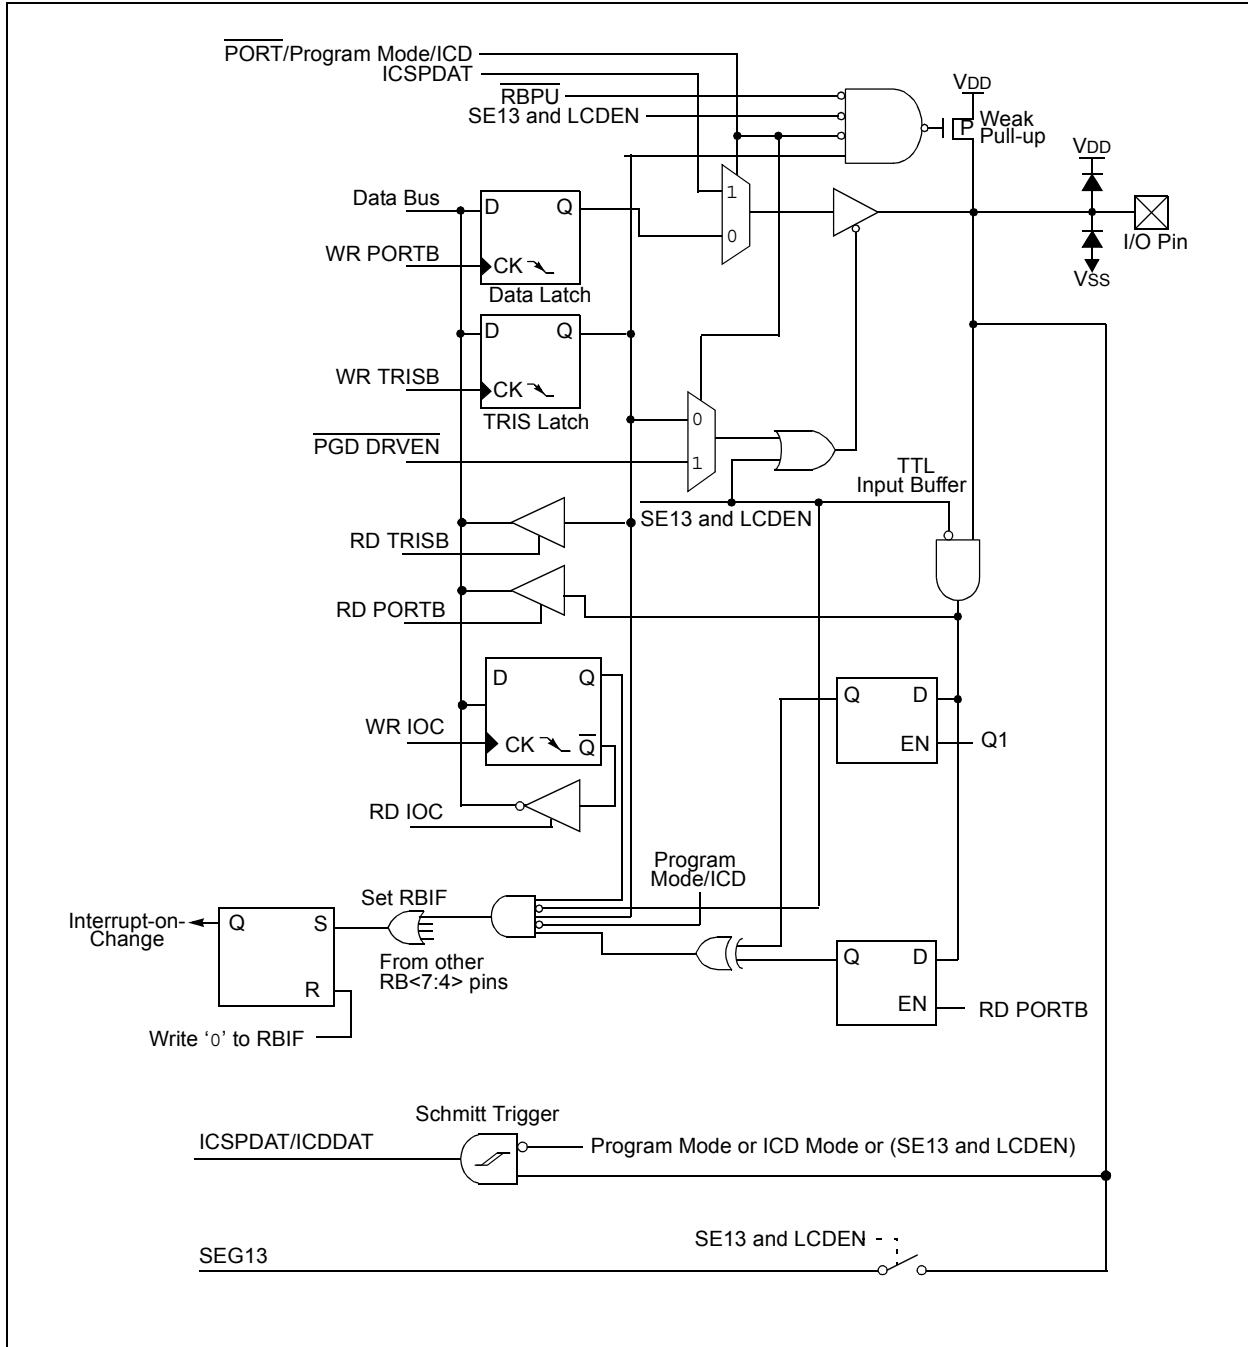 PORT/Program Mode/ICD
ICSPDAT
RBPU
SE13 and LCDEN
VDD
P
Weak
Pull-up
VDD
I/O Pin
VSS
Data Bus
D
Q
1
0
WR PORTB
CK
Data Latch
D
Q
WR TRISB
CK
TRIS Latch
0
1
PGD DRVEN
TTL
Input Buffer
SE13 and LCDEN
RD TRISB
RD PORTB
D
Q
WR IOC
CK
Q
Q
D
EN
Q1
RD IOC
Program
Mode/ICD
Set RBIF
Interrupt-on-
Change
Q
S
R
From other
RB<7:4> pins
Q
D
EN
RD PORTB
Write ‘0’ to RBIF
Schmitt Trigger
ICSPDAT/ICDDAT
Program Mode or ICD Mode or (SE13 and LCDEN)
SE13 and LCDEN
SEG13